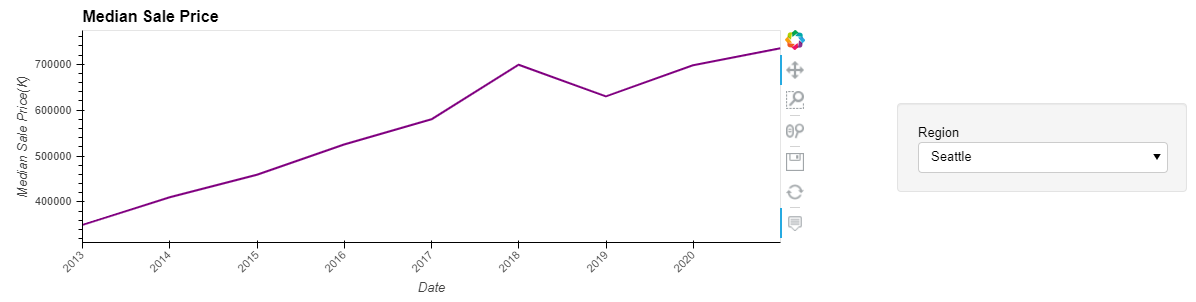 Median Sale Price
Median Sale Price(K)
700000
600000
500000
400000
2013
2014
2015
2016
2017
2018
2019
2020
Date
Region
Seattle